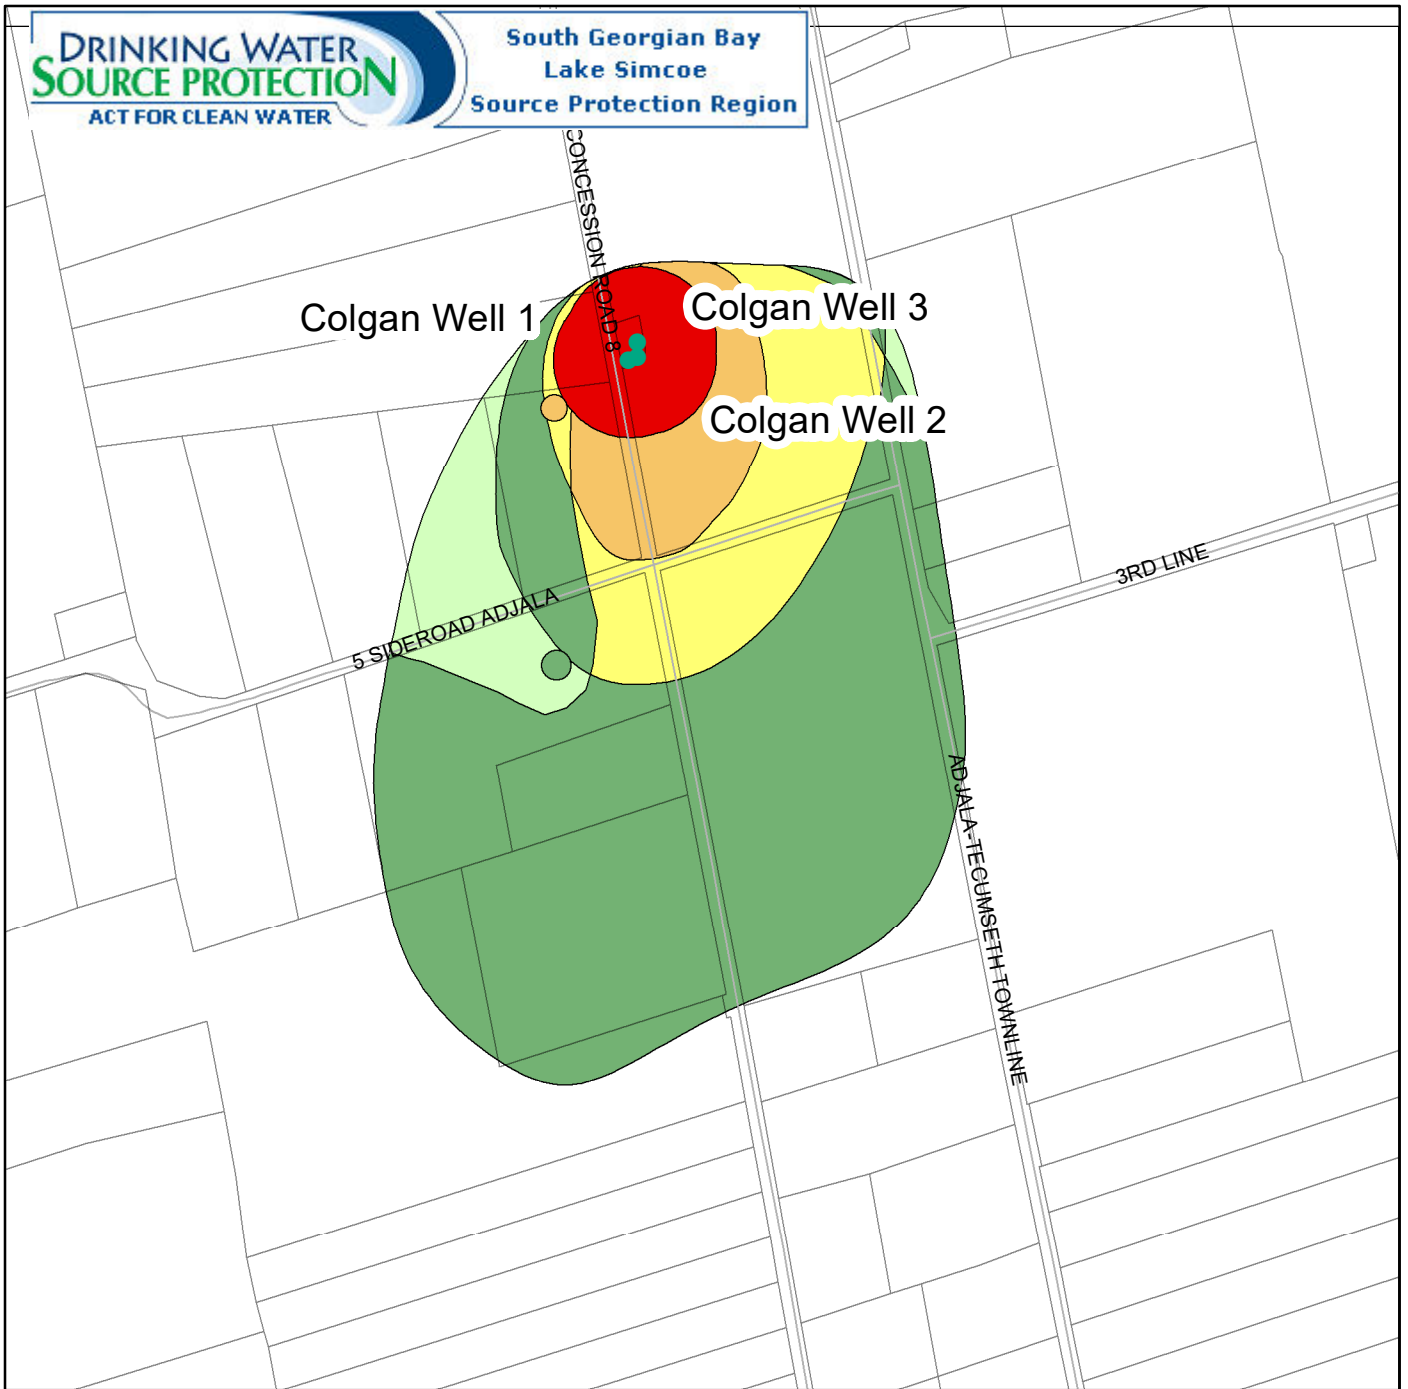 DRINKING WATER
SOURCE PROTECTION
ACT FOR CLEAN WATER
South Georgian Bay
Lake Simcoe
Source Protection Region
CONCESSION ROAD 8
Colgan Well 1
Colgan Well 3
Colgan Well 2
3RD LINE
5 SIDEROAD ADJALA
ADJALA-TECUMSETH TOWNLINE